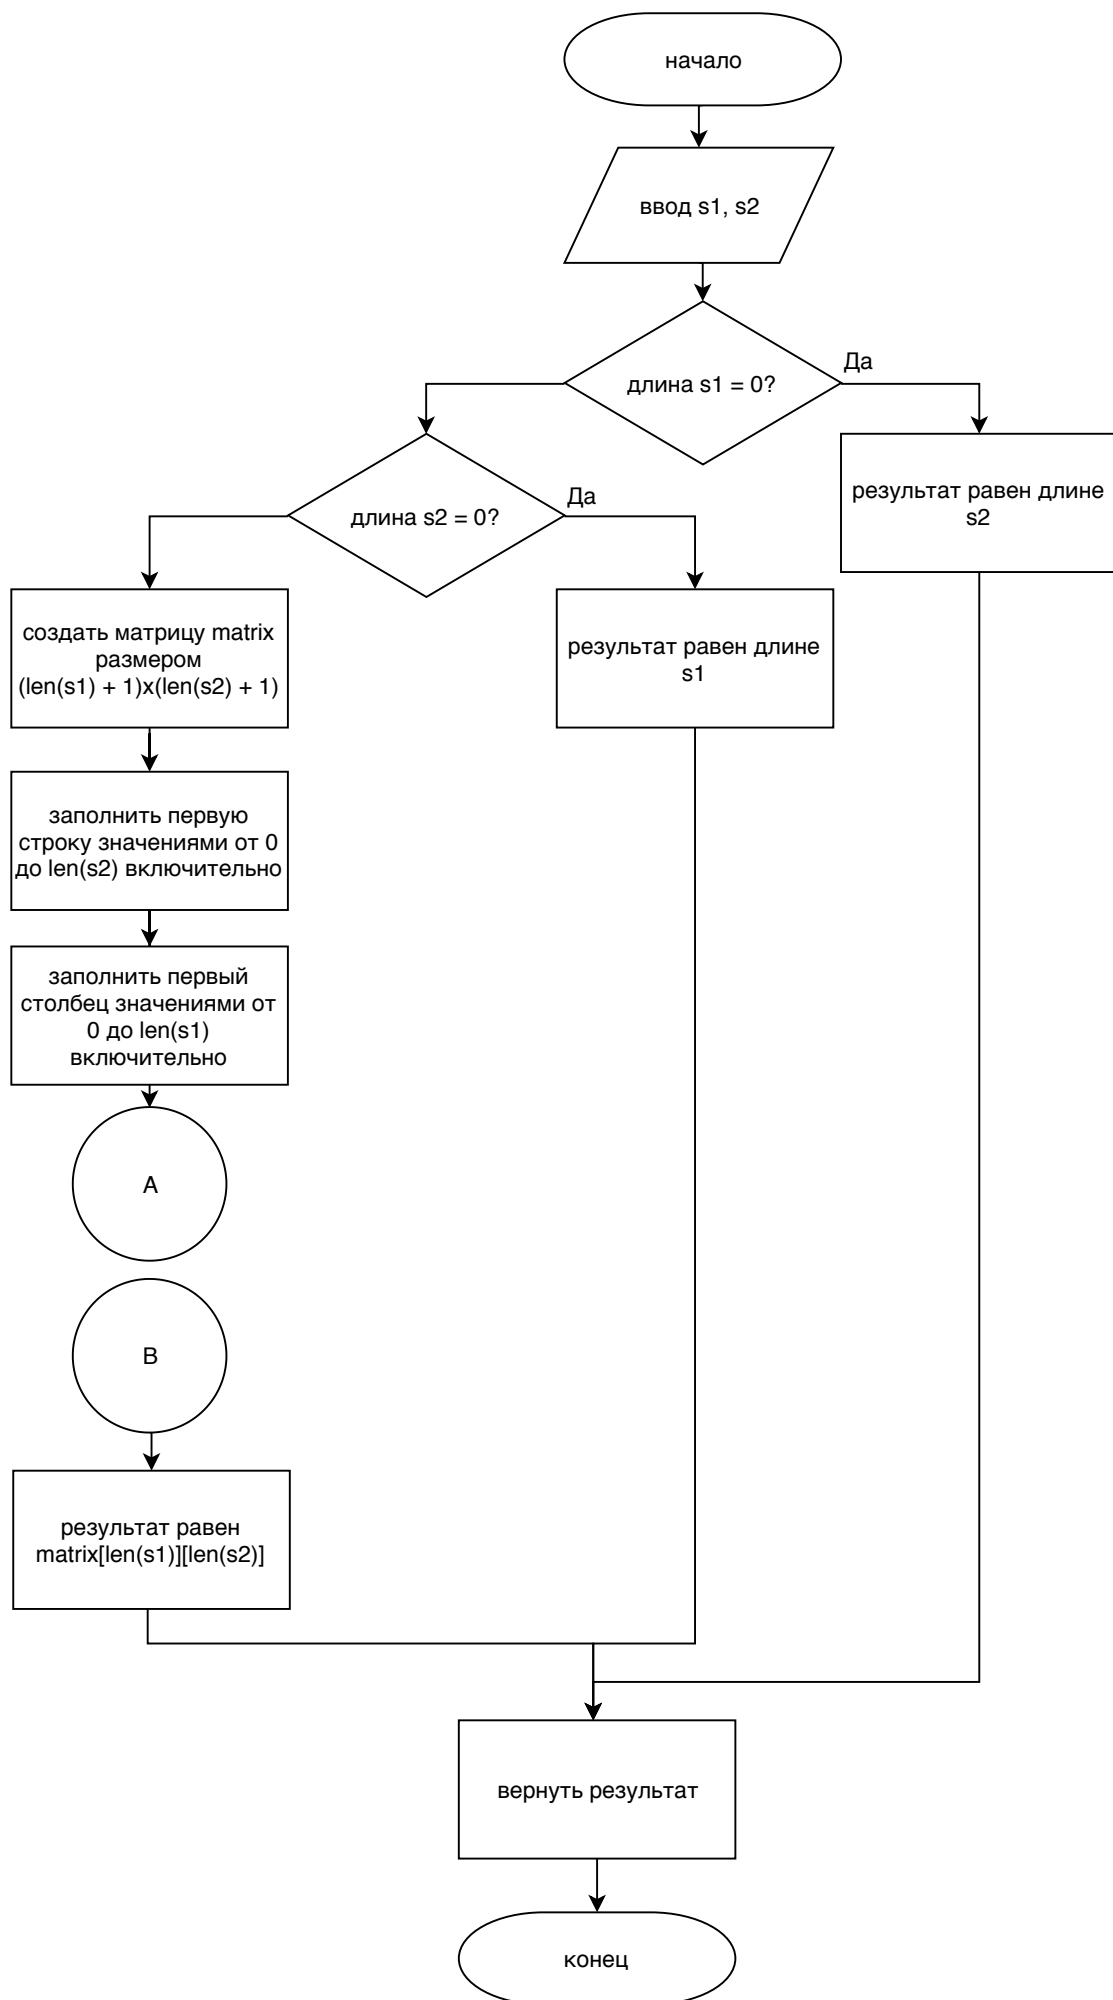 начало
ввод s1, s2
длина s1 = 0?
Да
результат равен длине
s2
длина s2 = 0?
Да
результат равен длине
s1
создать матрицу matrix
размером
(len(s1) + 1)x(len(s2) + 1)
заполнить первую
строку значениями от 0
до len(s2) включительно
заполнить первый
столбец значениями от
0 до len(s1)
включительно
A
B
результат равен
matrix[len(s1)][len(s2)]
вернуть результат
конец